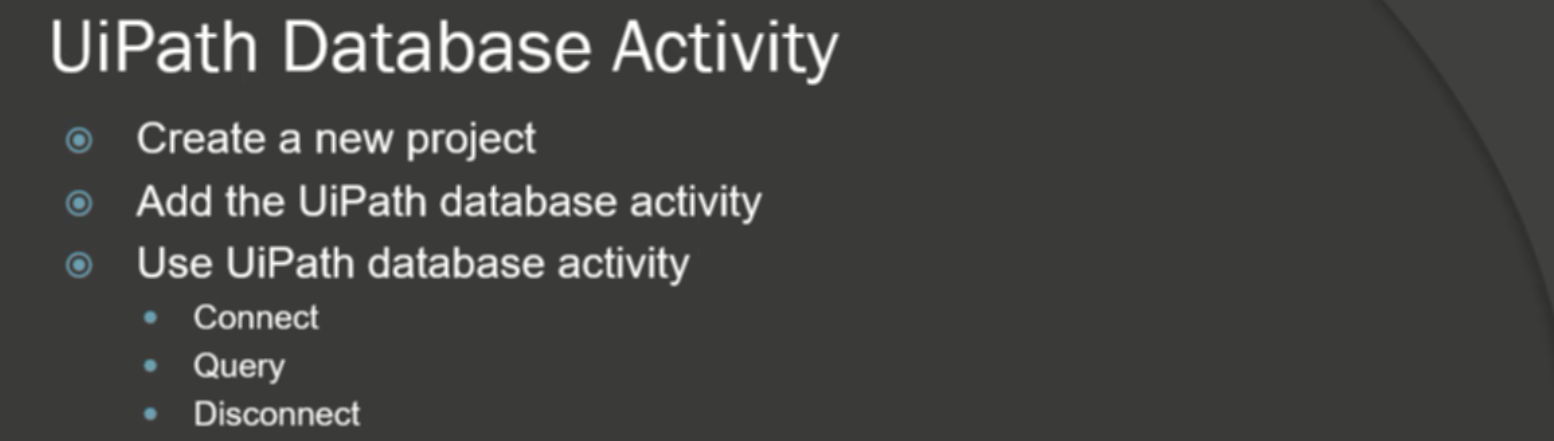 UiPath Database Activity
Create a new project
Add the UiPath database activity
Use UiPath database activity
Connect
Query
Disconnect